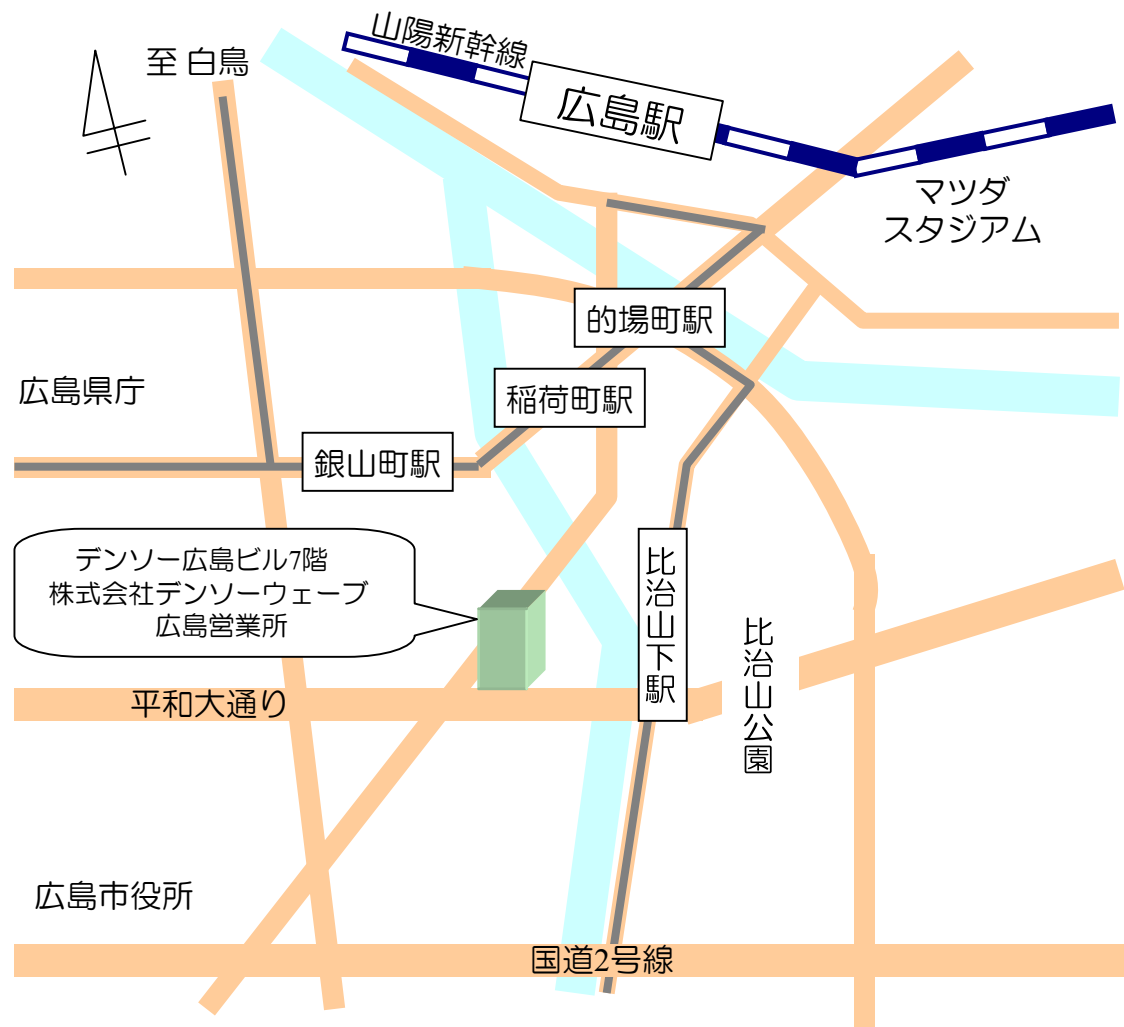 山陽新幹線
至 白鳥
広島駅
マツダ
スタジアム
的場町駅
広島県庁
稲荷町駅
銀山町駅
デンソー広島ビル7階
株式会社デンソーウェーブ
広島営業所
比治山下駅
比治山公園
平和大通り
広島市役所
国道2号線